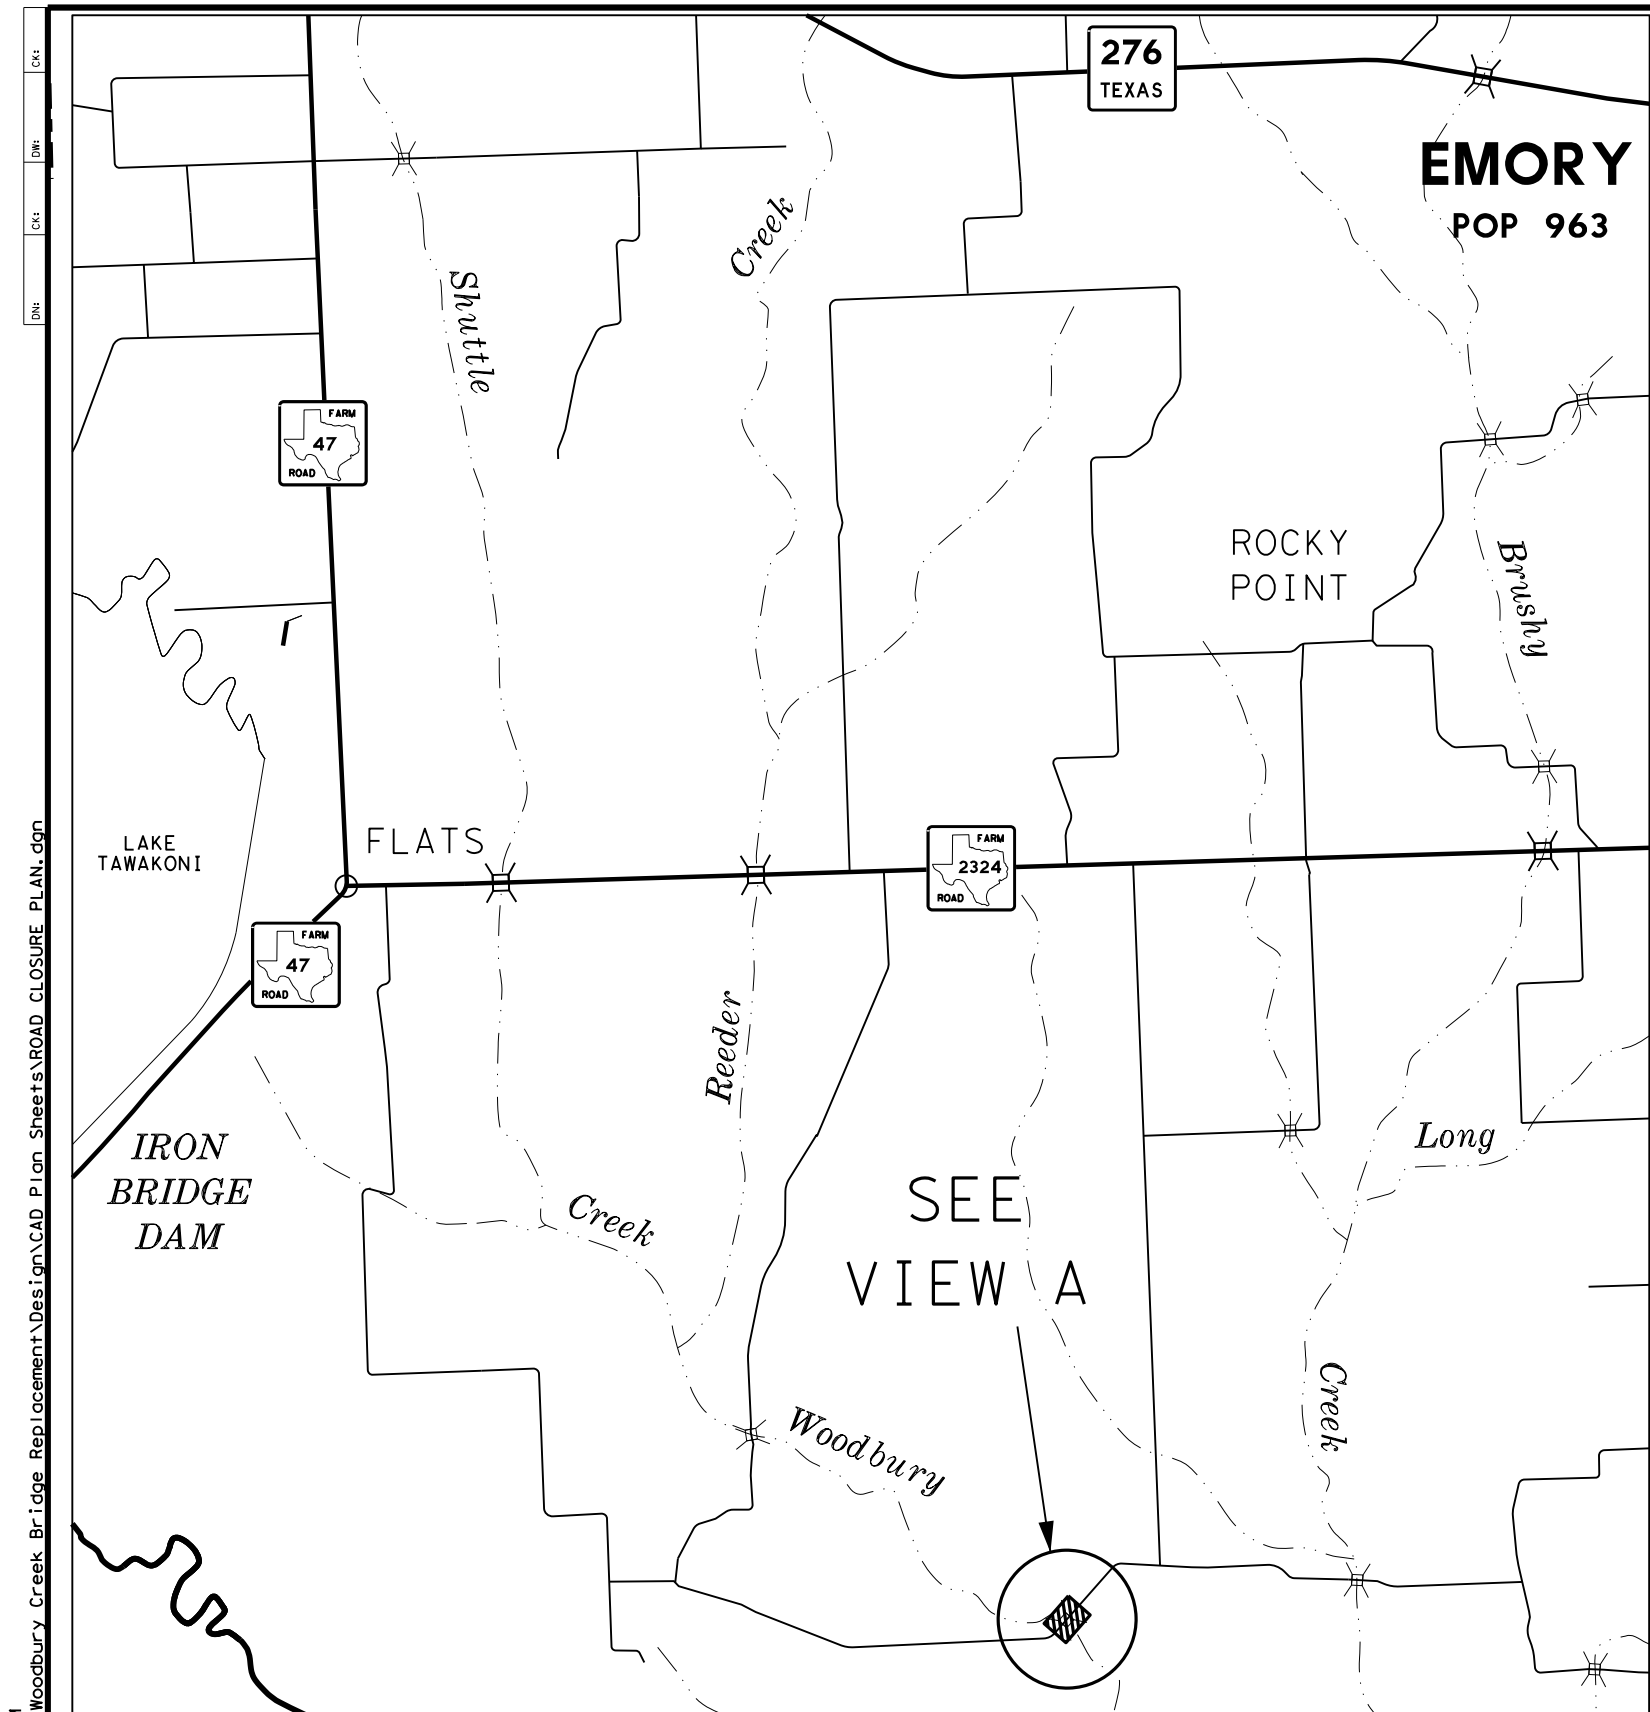 CK:
DW:
CK:
DN:
Woodbury Creek Bridge Replacement\Design\CAD Plan Sheets\ROAD CLOSURE PLAN.dgn
276
TEXAS
EMORY
POP 963
Creek
Shuttle
FARM
47
ROAD
ROCKY
POINT
Brushy
LAKE
TAWAKONI
FLATS
FARM
2324
ROAD
FARM
47
ROAD
Reeder
IRON
BRIDGE
DAM
Long
SEE
VIEW A
Creek
Creek
Woodbury